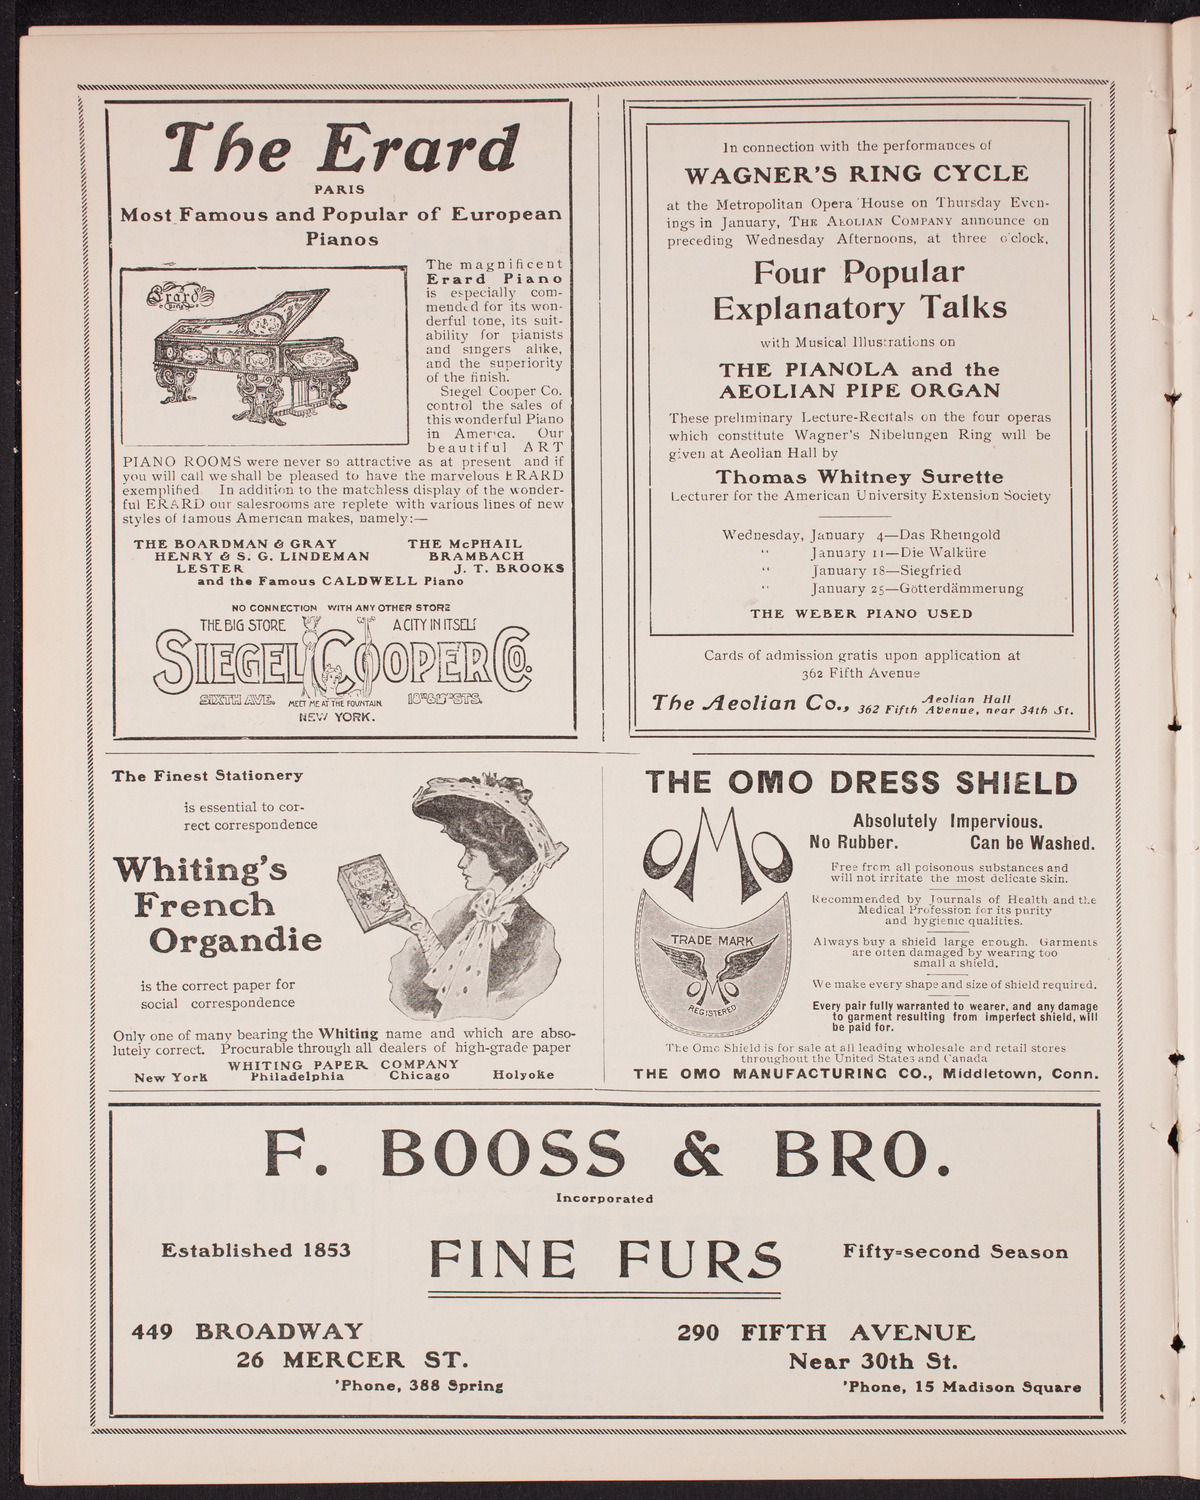 The Erard
PARIS
Most Famous and Popular of European
Pianos
Erard
The magnificent
Erard Piano
is especially com-
mended for its won-
derful tone, its suit-
ability for pianists
and singers alike,
and the superiority
of the finish.
Siegel Cooper Co.
control the sales of
this wonderful Piano
in America. Our
beautiful ART
PIANO ROOMS were never so attractive as at present and if
you will call we shall be pleased to have the marvelous ERARD
exemplified In addition to the matchless display of the wonder-
ful ERARD our salesrooms are replete with various lines of new
styles of famous American makes, namely:—
THE BOARDMAN & GRAY THE McPHAIL
HENRY & S. G. LINDEMAN BRAMBACH
LESTER J. T. BROOKS
and the Famous CALDWELL Piano
NO CONNECTION WITH ANY OTHER STORE
THE BIG STORE A CITY IN ITSELF
SIEGEL COOPER CO.
SIXTH AVE. MEET ME AT THE FOUNTAIN. 18TH & 19TH STS.
NEW YORK.
In connection with the performances of
WAGNER'S RING CYCLE
at the Metropolitan Opera House on Thursday Even-
ings in January, THE AEOLIAN COMPANY announce on
preceding Wednesday Afternoons, at three o'clock,
Four Popular
Explanatory Talks
with Musical Illustrations on
THE PIANOLA and the
AEOLIAN PIPE ORGAN
These preliminary Lecture-Recitals on the four operas
which constitute Wagner's Nibelungen Ring will be
given at Aeolian Hall by
Thomas Whitney Surette
Lecturer for the American University Extension Society
Wednesday, January 4—Das Rheingold
" January 11—Die Walküre
" January 18—Siegfried
" January 25—Götterdämmerung
THE WEBER PIANO USED
Cards of admission gratis upon application at
362 Fifth Avenue
The Aeolian Co., Aeolian Hall
362 Fifth Avenue, near 34th St.
The Finest Stationery
is essential to cor-
rect correspondence
Whiting's
French
Organdie
is the correct paper for
social correspondence
Only one of many bearing the Whiting name and which are abso-
lutely correct. Procurable through all dealers of high-grade paper
WHITING PAPER COMPANY
New York Philadelphia Chicago Holyoke
THE OMO DRESS SHIELD
OMO
Absolutely Impervious.
No Rubber. Can be Washed.
Free from all poisonous substances and
will not irritate the most delicate skin.
Recommended by Journals of Health and the
Medical Profession for its purity
and hygienic qualities.
TRADE MARK
OMO
REGISTERED
Always buy a shield large enough. Garments
are often damaged by wearing too
small a shield.
We make every shape and size of shield required.
Every pair fully warranted to wearer, and any damage
to garment resulting from imperfect shield, will
be paid for.
The Omo Shield is for sale at all leading wholesale and retail stores
throughout the United States and Canada
THE OMO MANUFACTURING CO., Middletown, Conn.
F. BOOSS & BRO.
Incorporated
Established 1853 FINE FURS Fifty-second Season
449 BROADWAY
26 MERCER ST.
'Phone, 388 Spring
290 FIFTH AVENUE
Near 30th St.
'Phone, 15 Madison Square